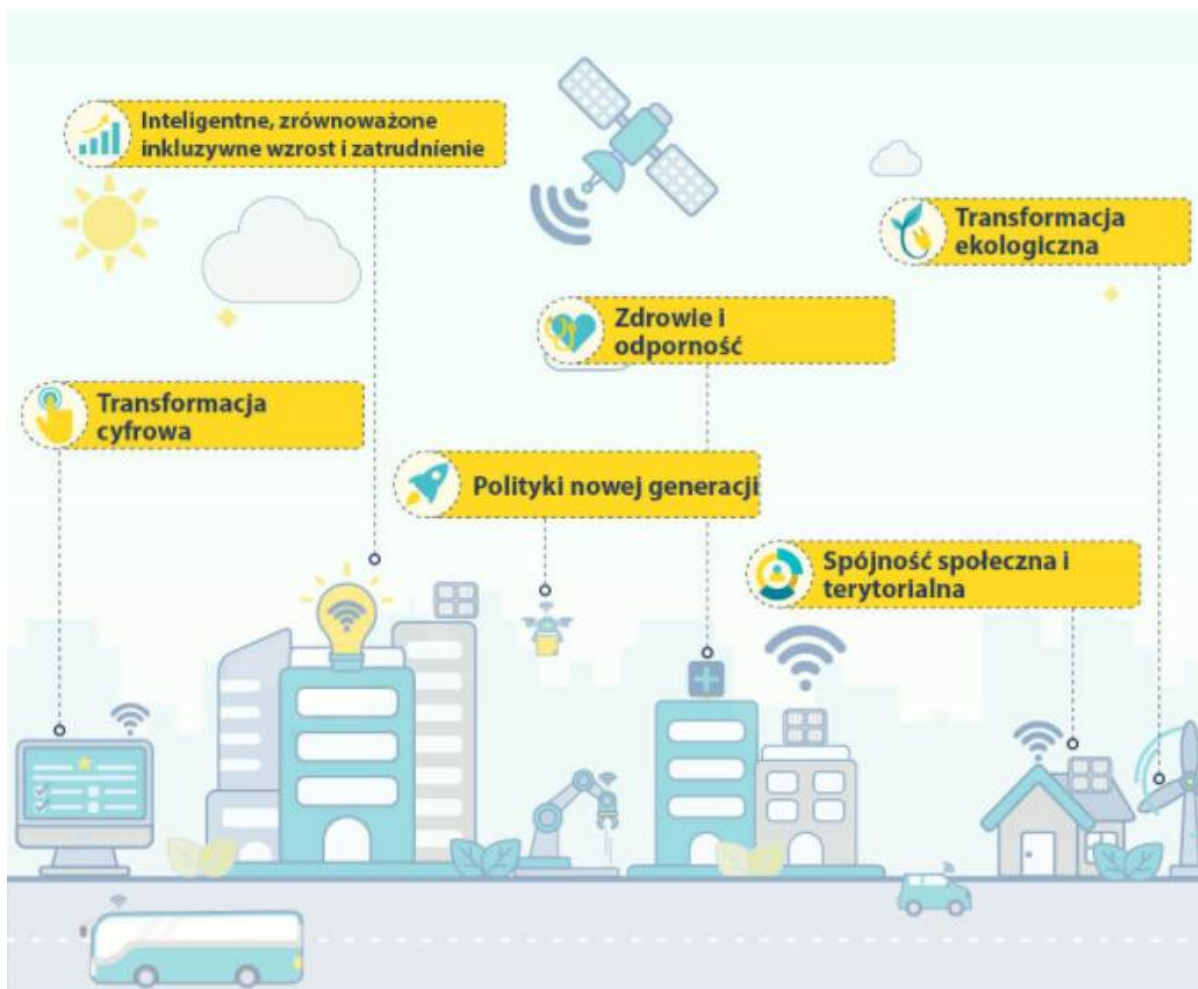 Inteligentne, zrównoważone
inkluzywne wzrost i zatrudnienie
Transformacja
ekologiczna
Zdrowie i
odporność
Transformacja
cyfrowa
Polityki nowej generacji
Spójność społeczna i
terytorialna